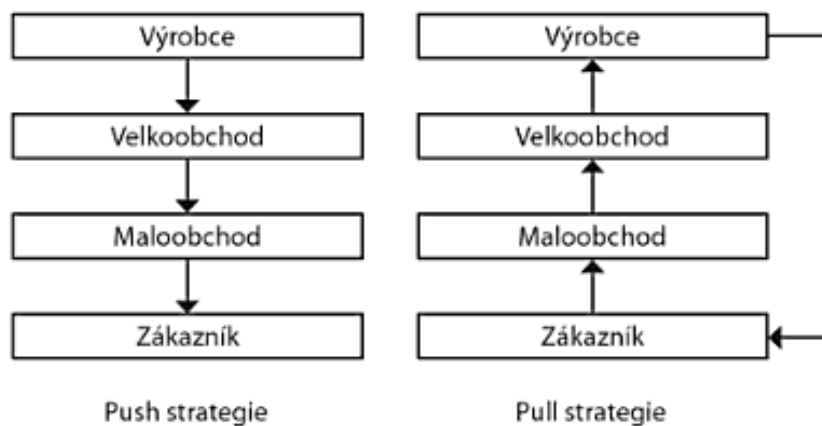 Výrobce
Velkoobchod
Maloobchod
Zákazník
Push strategie
Výrobce
Velkoobchod
Maloobchod
Zákazník
Pull strategie